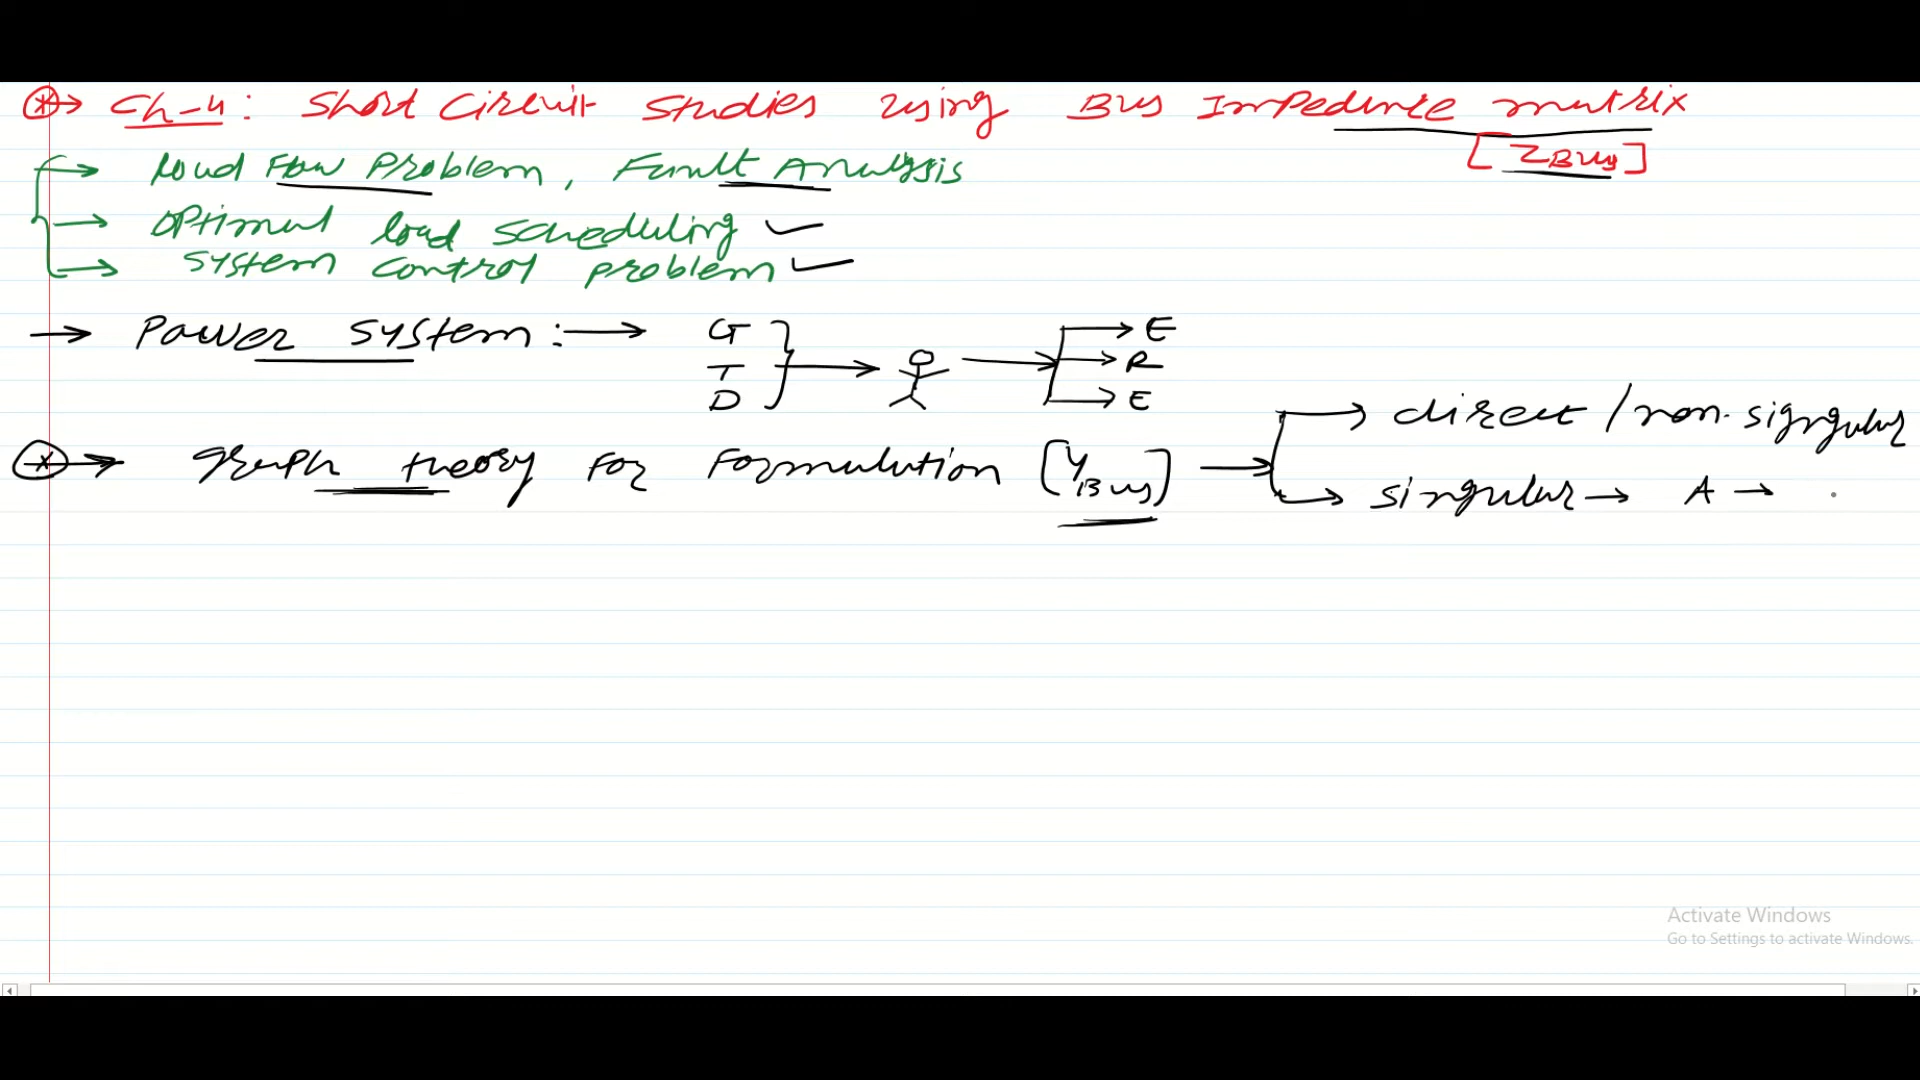 Ch-4: Short Circuit Studies using Bus Impedance matrix
[ZBus]
load Flow Problem, Fault Analysis
optimal load scheduling
system control problem
Power system: G T D E R E
graph theory for Formulation [YBus]
direct / non-signgular
singular → A →
Activate Windows
Go to Settings to activate Windows.